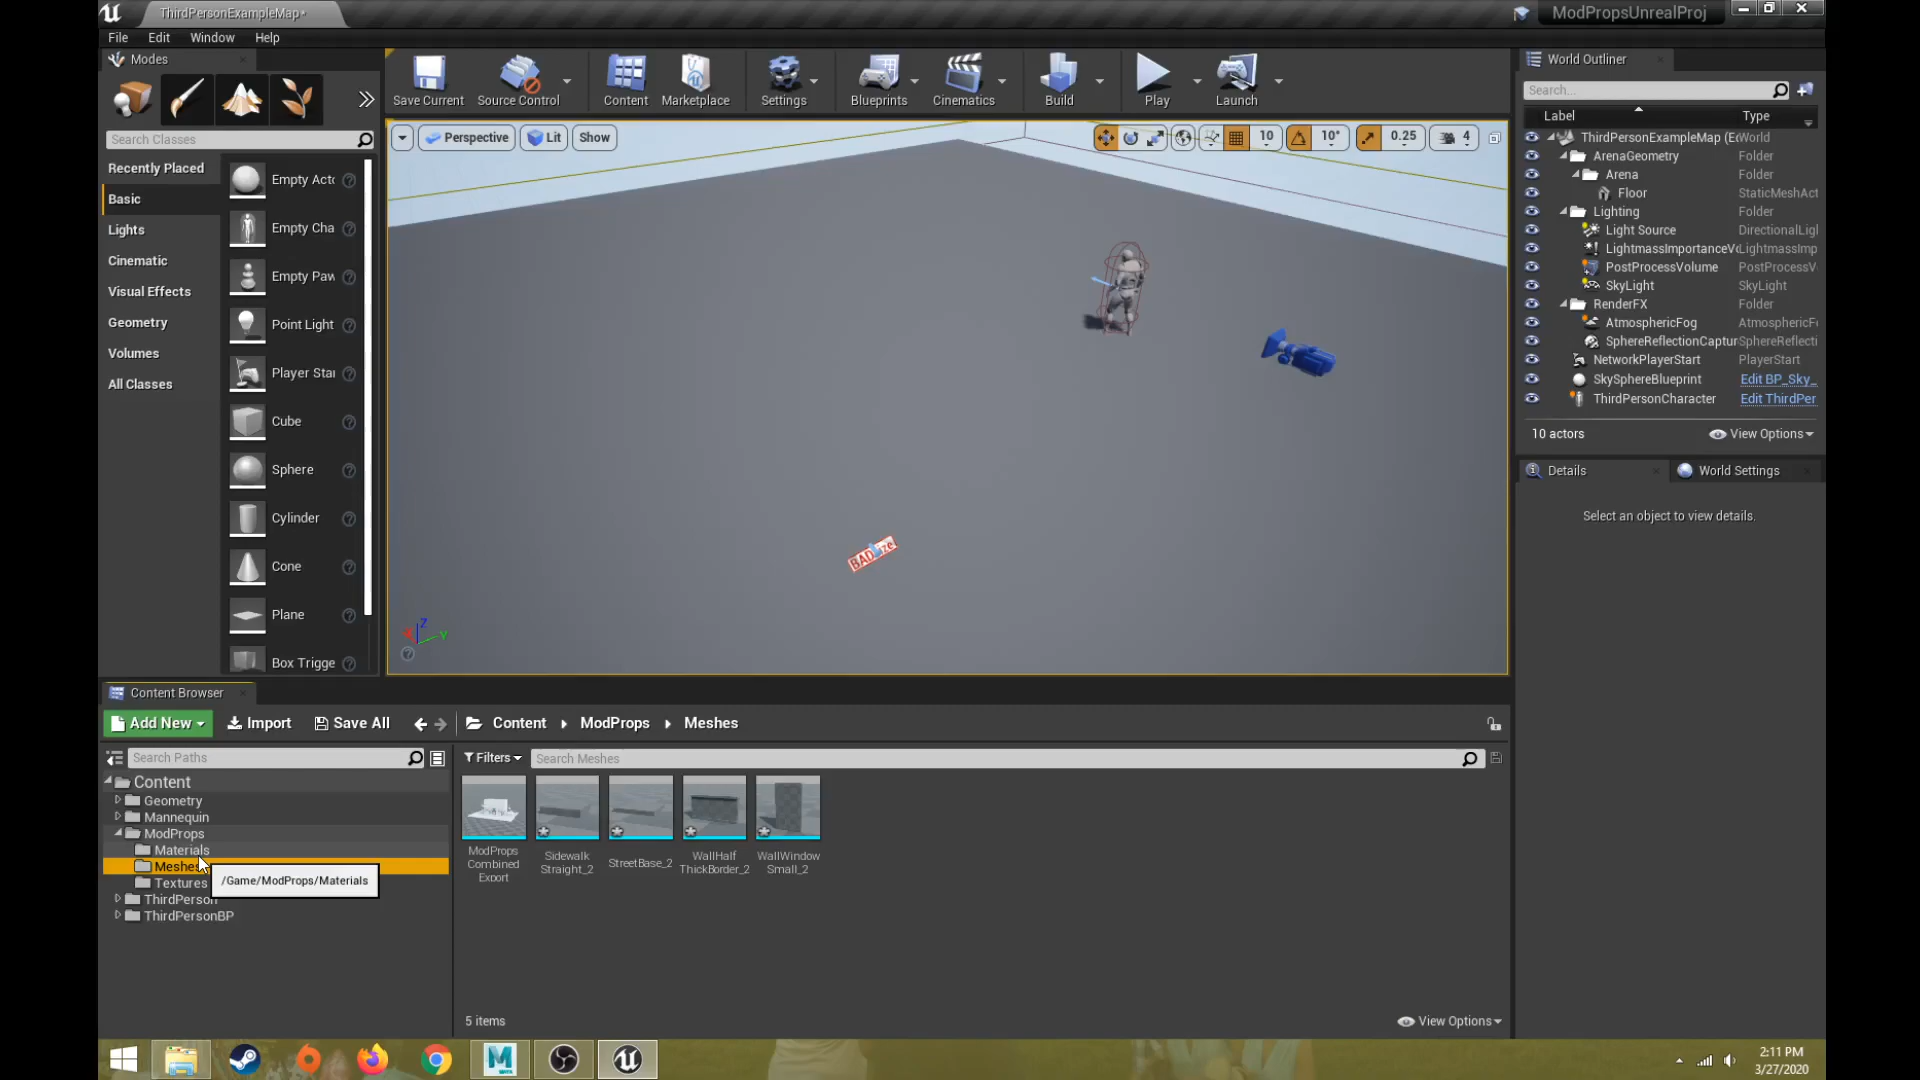 ThirdPersonExampleMap*
ModPropsUnrealProj
File Edit Window Help
Modes
Search Classes
Recently Placed
Basic
Lights
Cinematic
Visual Effects
Geometry
Volumes
All Classes
Empty Acto
Empty Cha
Empty Paw
Point Light
Player Star
Cube
Sphere
Cylinder
Cone
Plane
Box Trigge
Save Current
Source Control
Content
Marketplace
Settings
Blueprints
Cinematics
Build
Play
Launch
Perspective
Lit
Show
10
10°
0.25
4
BADsize
Z
Y
X
World Outliner
Search...
Label Type
ThirdPersonExampleMap (Ed World
ArenaGeometry Folder
Arena Folder
Floor StaticMeshAct
Lighting Folder
Light Source DirectionalLigh
LightmassImportanceVo LightmassImp
PostProcessVolume PostProcessV
SkyLight SkyLight
RenderFX Folder
AtmosphericFog AtmosphericFo
SphereReflectionCapture SphereReflecti
NetworkPlayerStart PlayerStart
SkySphereBlueprint Edit BP_Sky_
ThirdPersonCharacter Edit ThirdPer
10 actors
View Options
Details
World Settings
Select an object to view details.
Content Browser
Add New
Import
Save All
Content ModProps Meshes
Search Paths
Content
Geometry
Mannequin
ModProps
Materials
Meshes
Textures
ThirdPerson
ThirdPersonBP
/Game/ModProps/Materials
Filters
Search Meshes
ModProps
Combined
Export
Sidewalk
Straight_2
StreetBase_2
WallHalf
ThickBorder_2
WallWindow
Small_2
5 items
View Options
2:11 PM
3/27/2020